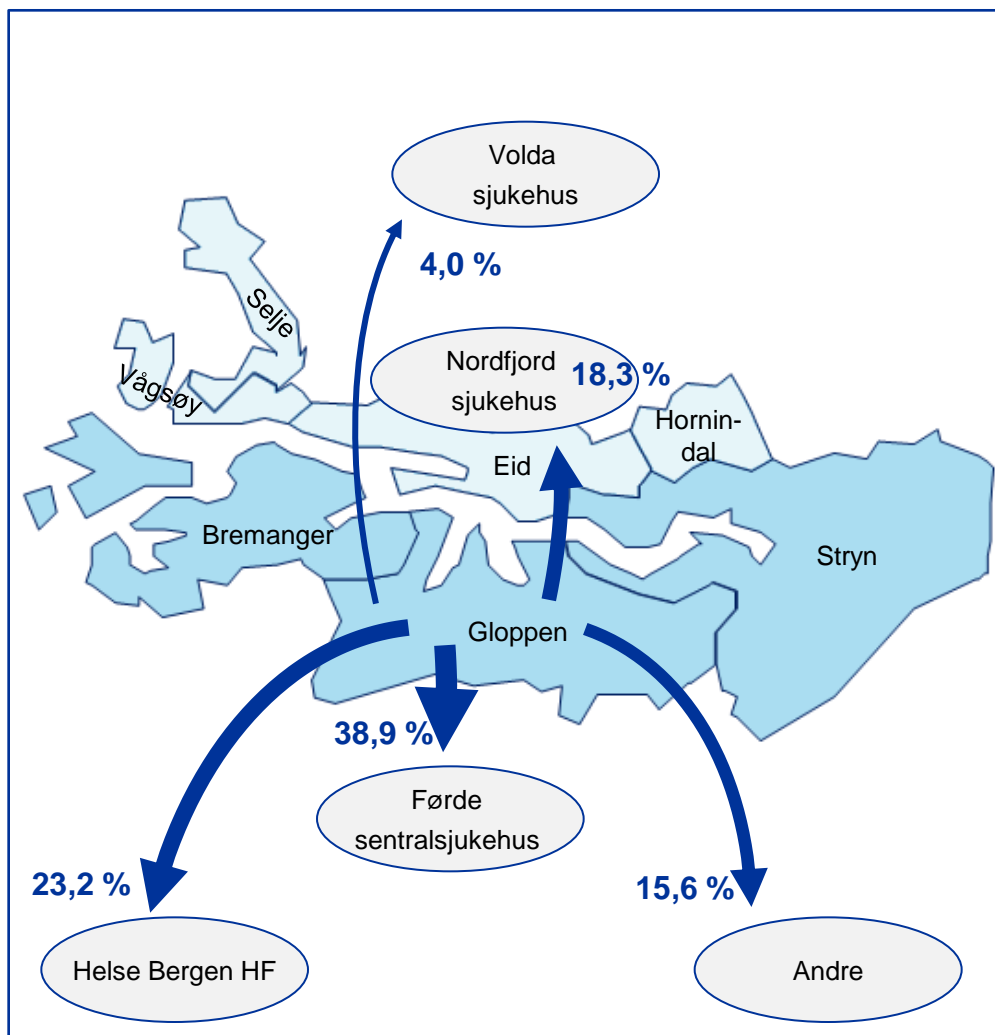 Volda
sjukehus
4,0 %
Selje
Vågsøy
Nordfjord
sjukehus
18,3 %
Hornin-
dal
Eid
Bremanger
Stryn
Gloppen
38,9 %
Førde
sentralsjukehus
23,2 %
15,6 %
Helse Bergen HF
Andre